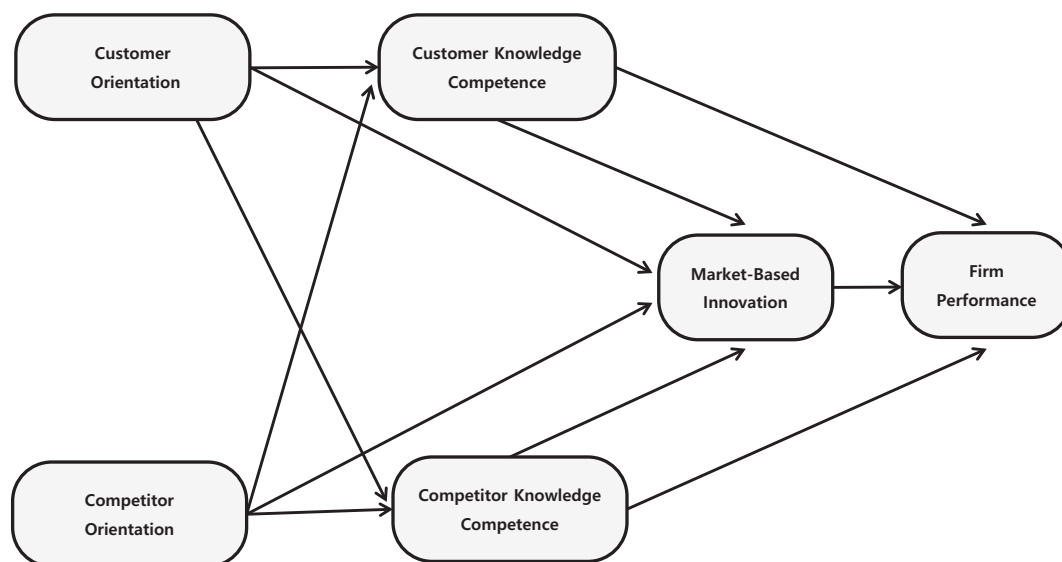 Customer
Orientation
Customer Knowledge
Competence
Market-Based
Innovation
Firm
Performance
Competitor
Orientation
Competitor Knowledge
Competence